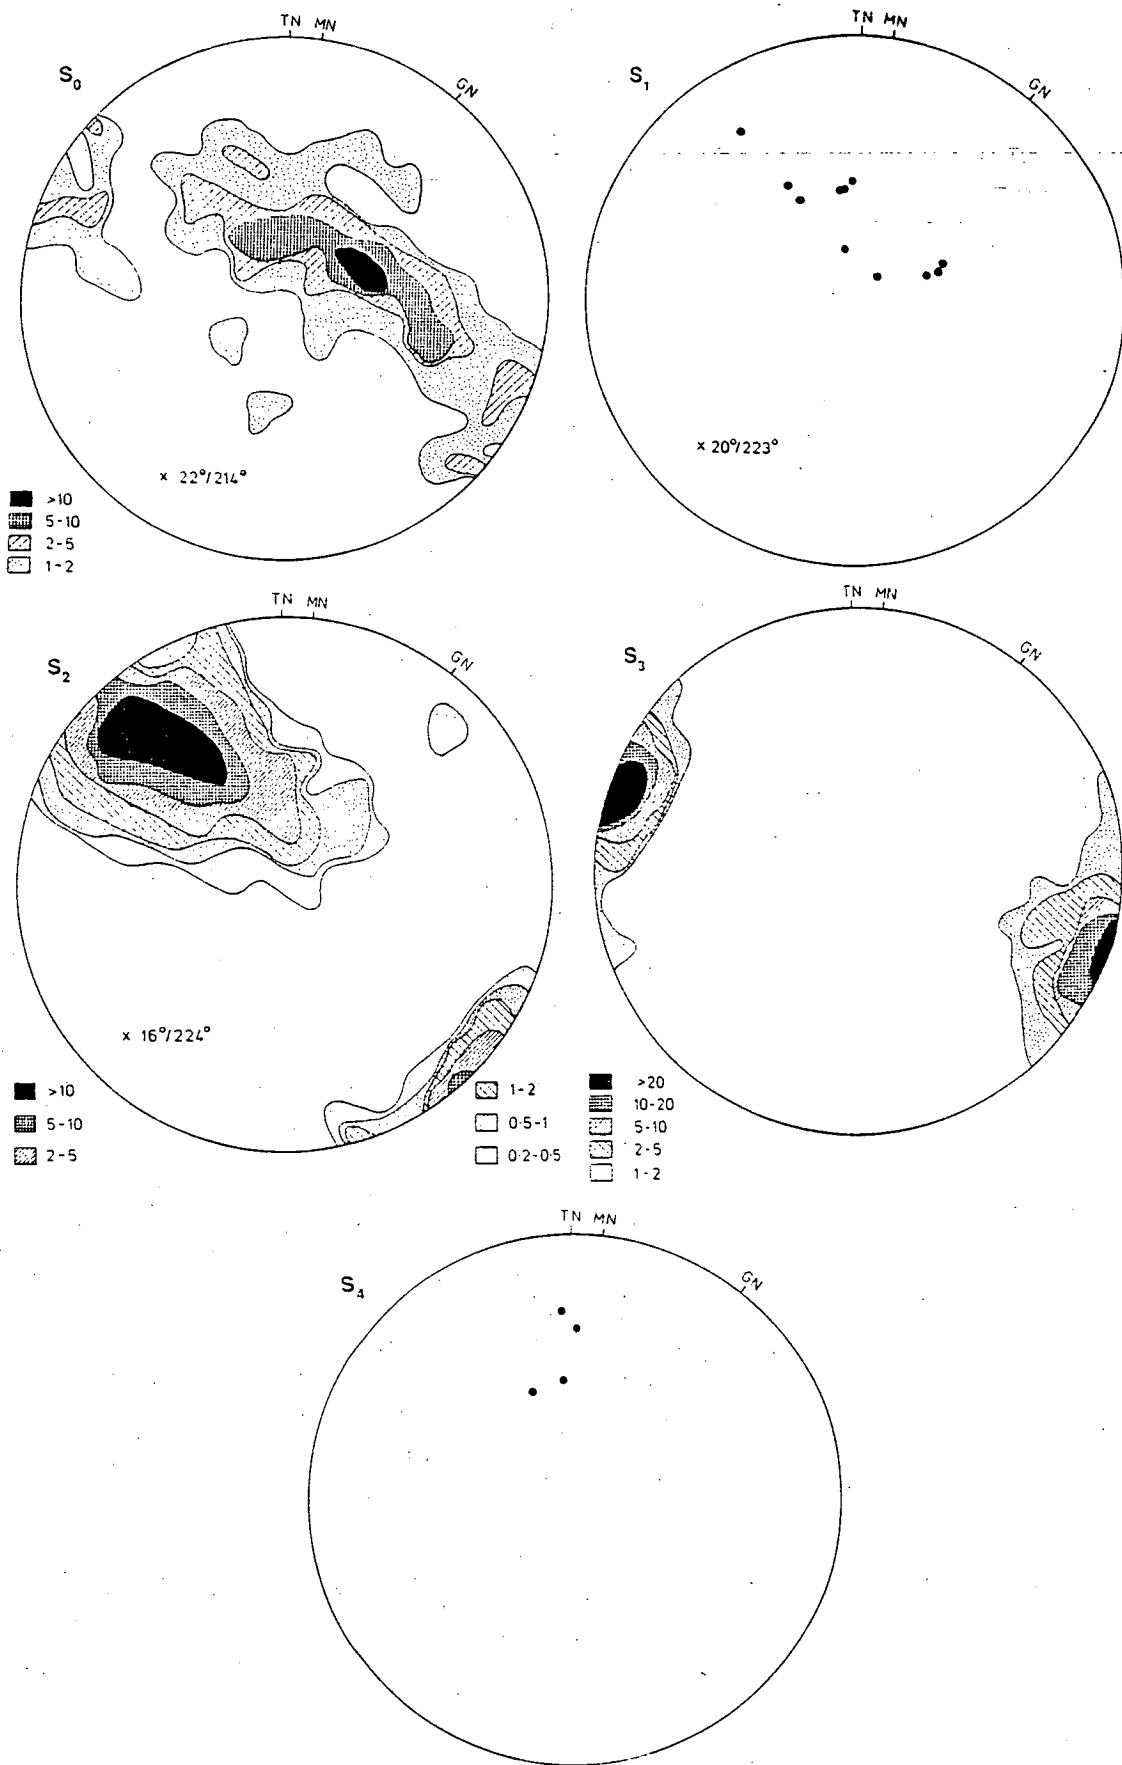 TN MN
GN
S₀
x 22°/214°
>10
5-10
2-5
1-2
TN MN
GN
S₁
x 20°/223°
TN MN
GN
S₂
x 16°/224°
>10
5-10
2-5
1-2
0·5-1
0·2-0·5
TN MN
GN
S₃
>20
10-20
5-10
2-5
1-2
TN MN
GN
S₄